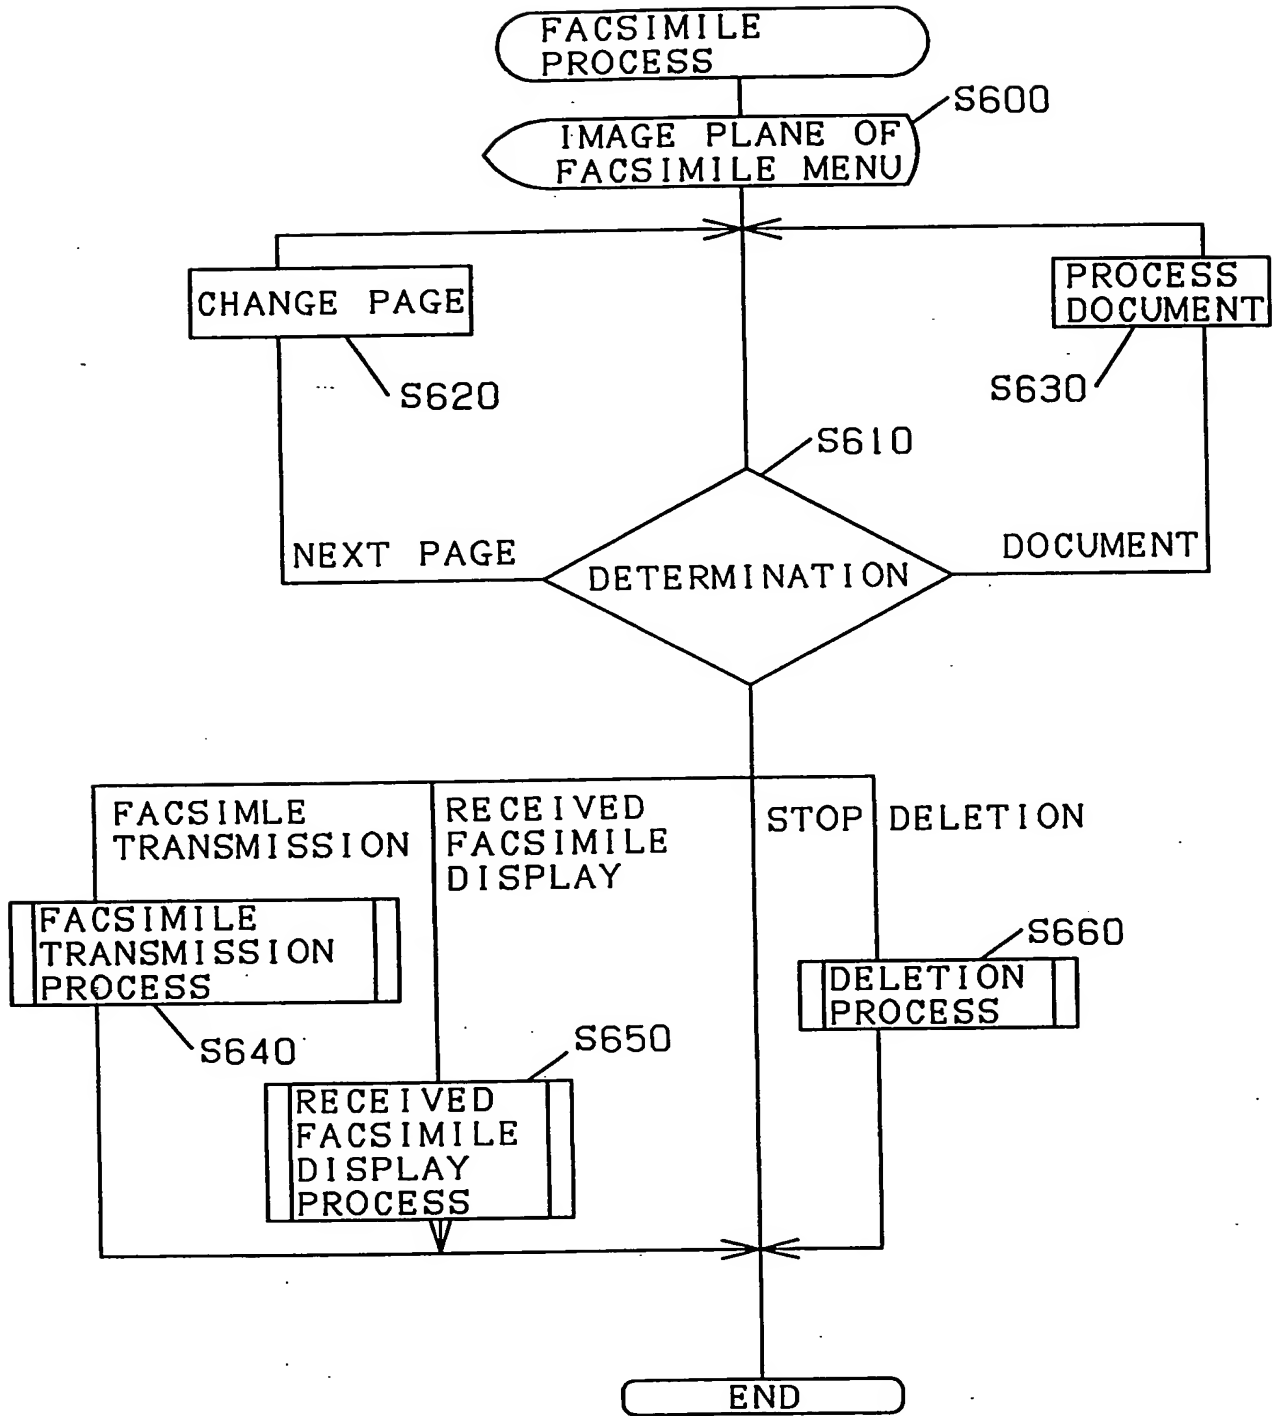 FACSIMILE
PROCESS
S600
IMAGE PLANE OF
FACSIMILE MENU
CHANGE PAGE
PROCESS
DOCUMENT
S620
S630
S610
NEXT PAGE
DETERMINATION
DOCUMENT
FACSIMLE
TRANSMISSION
RECEIVED
FACSIMILE
DISPLAY
STOP
DELETION
FACSIMILE
TRANSMISSION
PROCESS
S660
DELETION
PROCESS
S640
S650
RECEIVED
FACSIMILE
DISPLAY
PROCESS
END